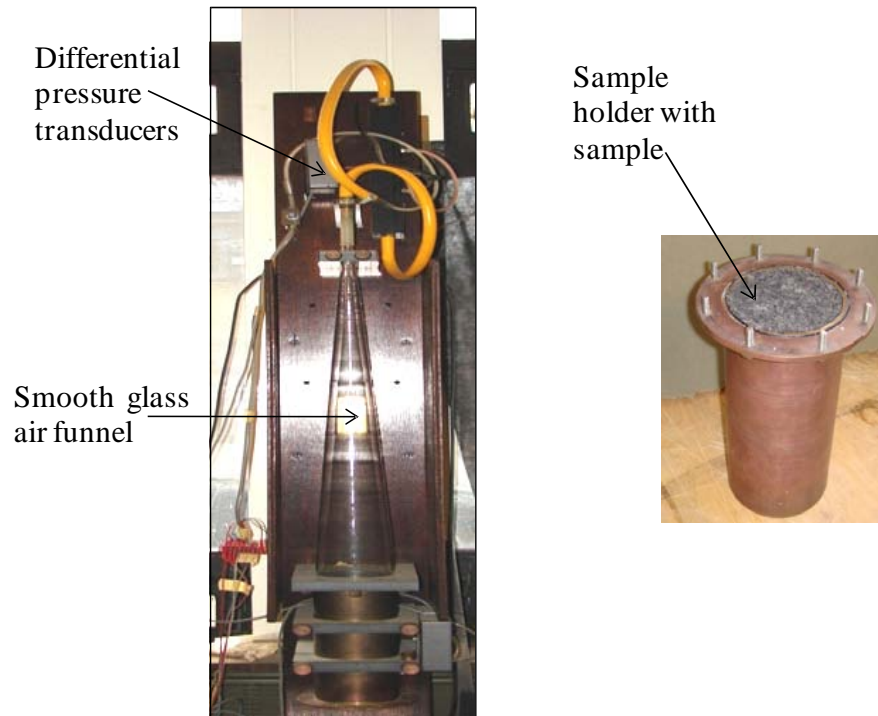 Differential
pressure
transducers
Sample
holder with
sample
Smooth glass
air funnel